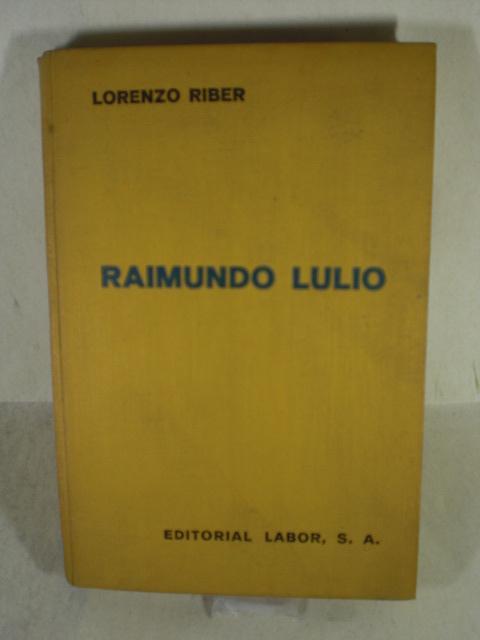 LORENZO RIBER
RAIMUNDO LULIO
EDITORIAL LABOR, S. A.